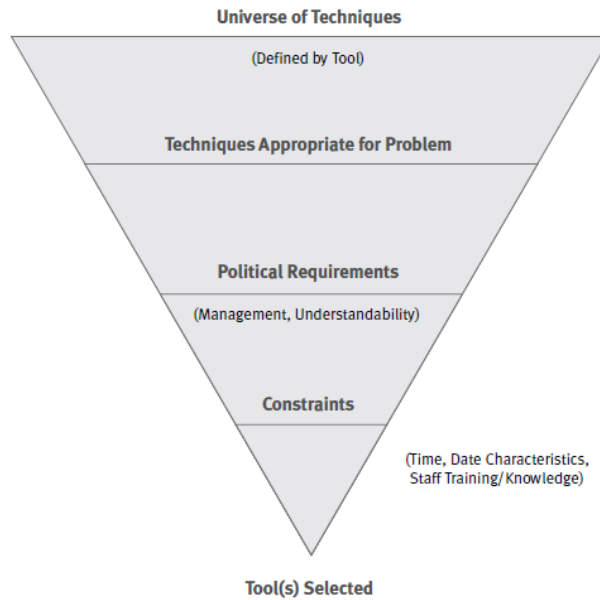 Universe of Techniques
(Defined by Tool)
Techniques Appropriate for Problem
Political Requirements
(Management, Understandability)
Constraints
(Time, Date Characteristics,
Staff Training/Knowledge)
Tool(s) Selected